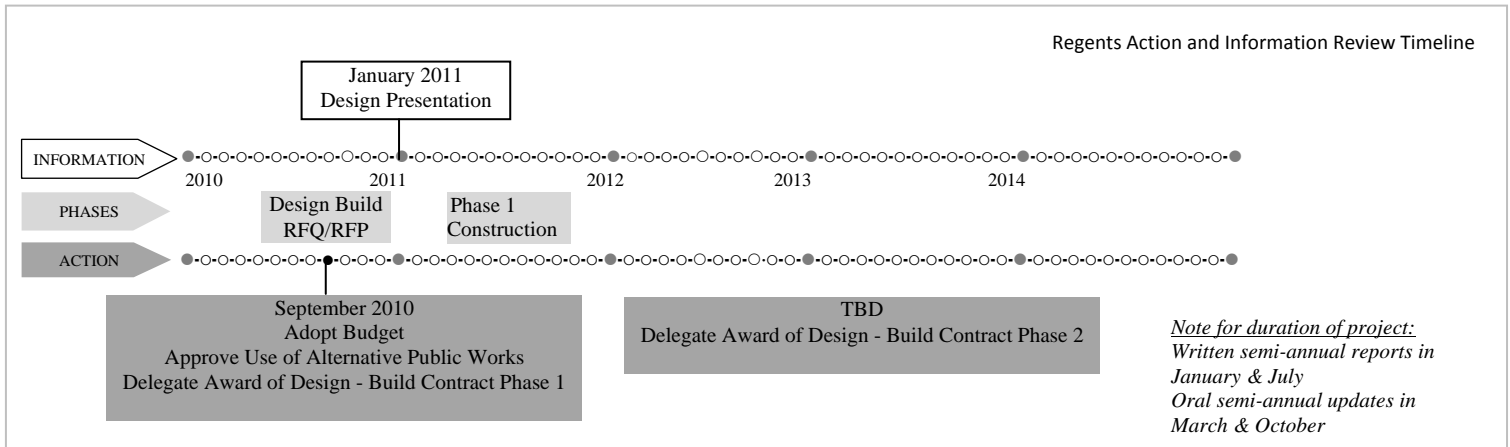 Regents Action and Information Review Timeline
January 2011
Design Presentation
INFORMATION
2010 2011 2012 2013 2014
PHASES
Design Build
RFQ/RFP
Phase 1
Construction
ACTION
September 2010
Adopt Budget
Approve Use of Alternative Public Works
Delegate Award of Design - Build Contract Phase 1
TBD
Delegate Award of Design - Build Contract Phase 2
Note for duration of project:
Written semi-annual reports in
January & July
Oral semi-annual updates in
March & October